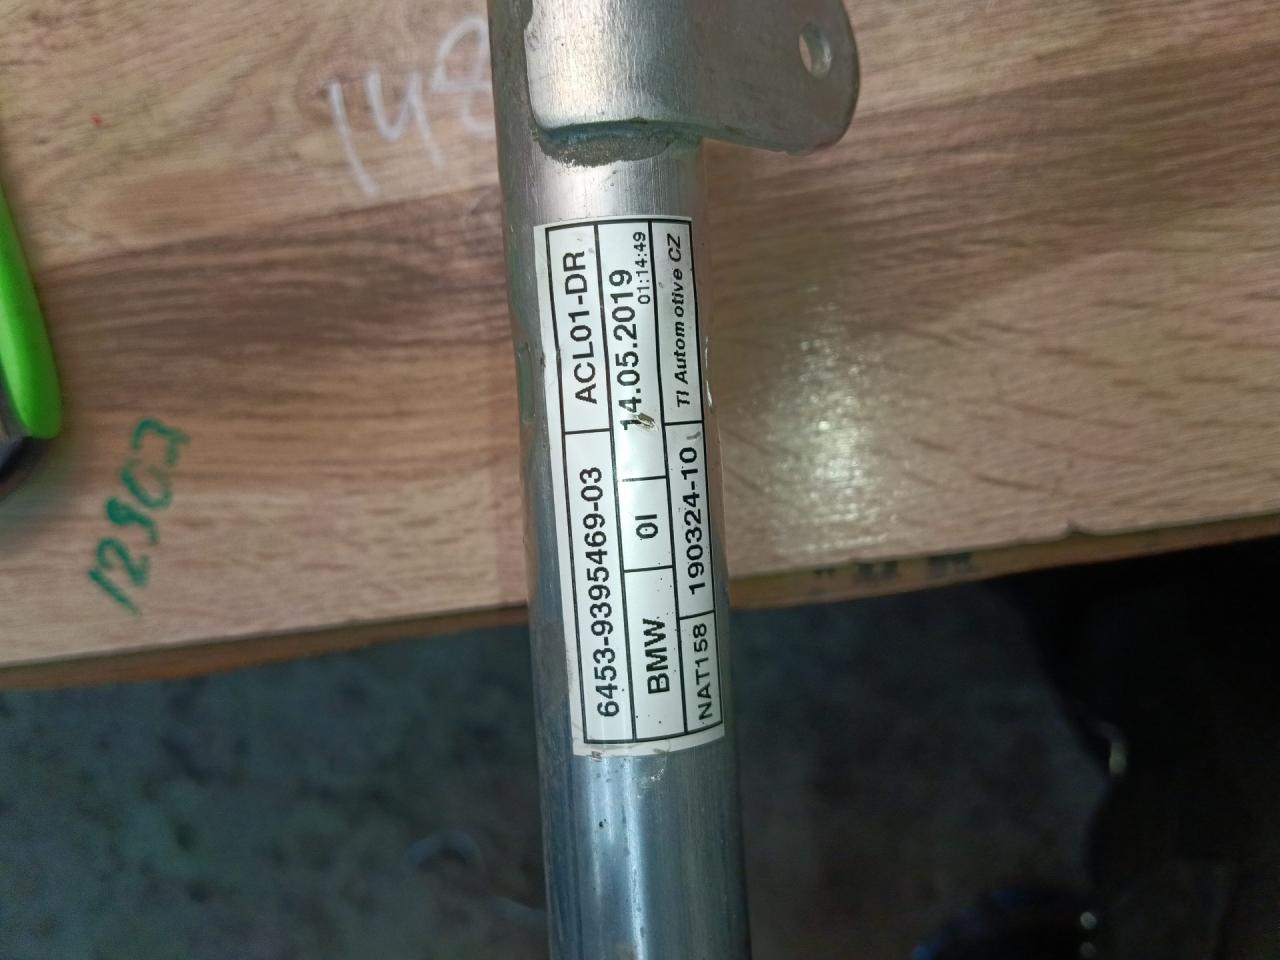 148
6453-9395469-03 ACL01-DR
BMW 0I 14.05.2019 01:14:49
NAT158 190324-10 TI Automotive CZ
12903